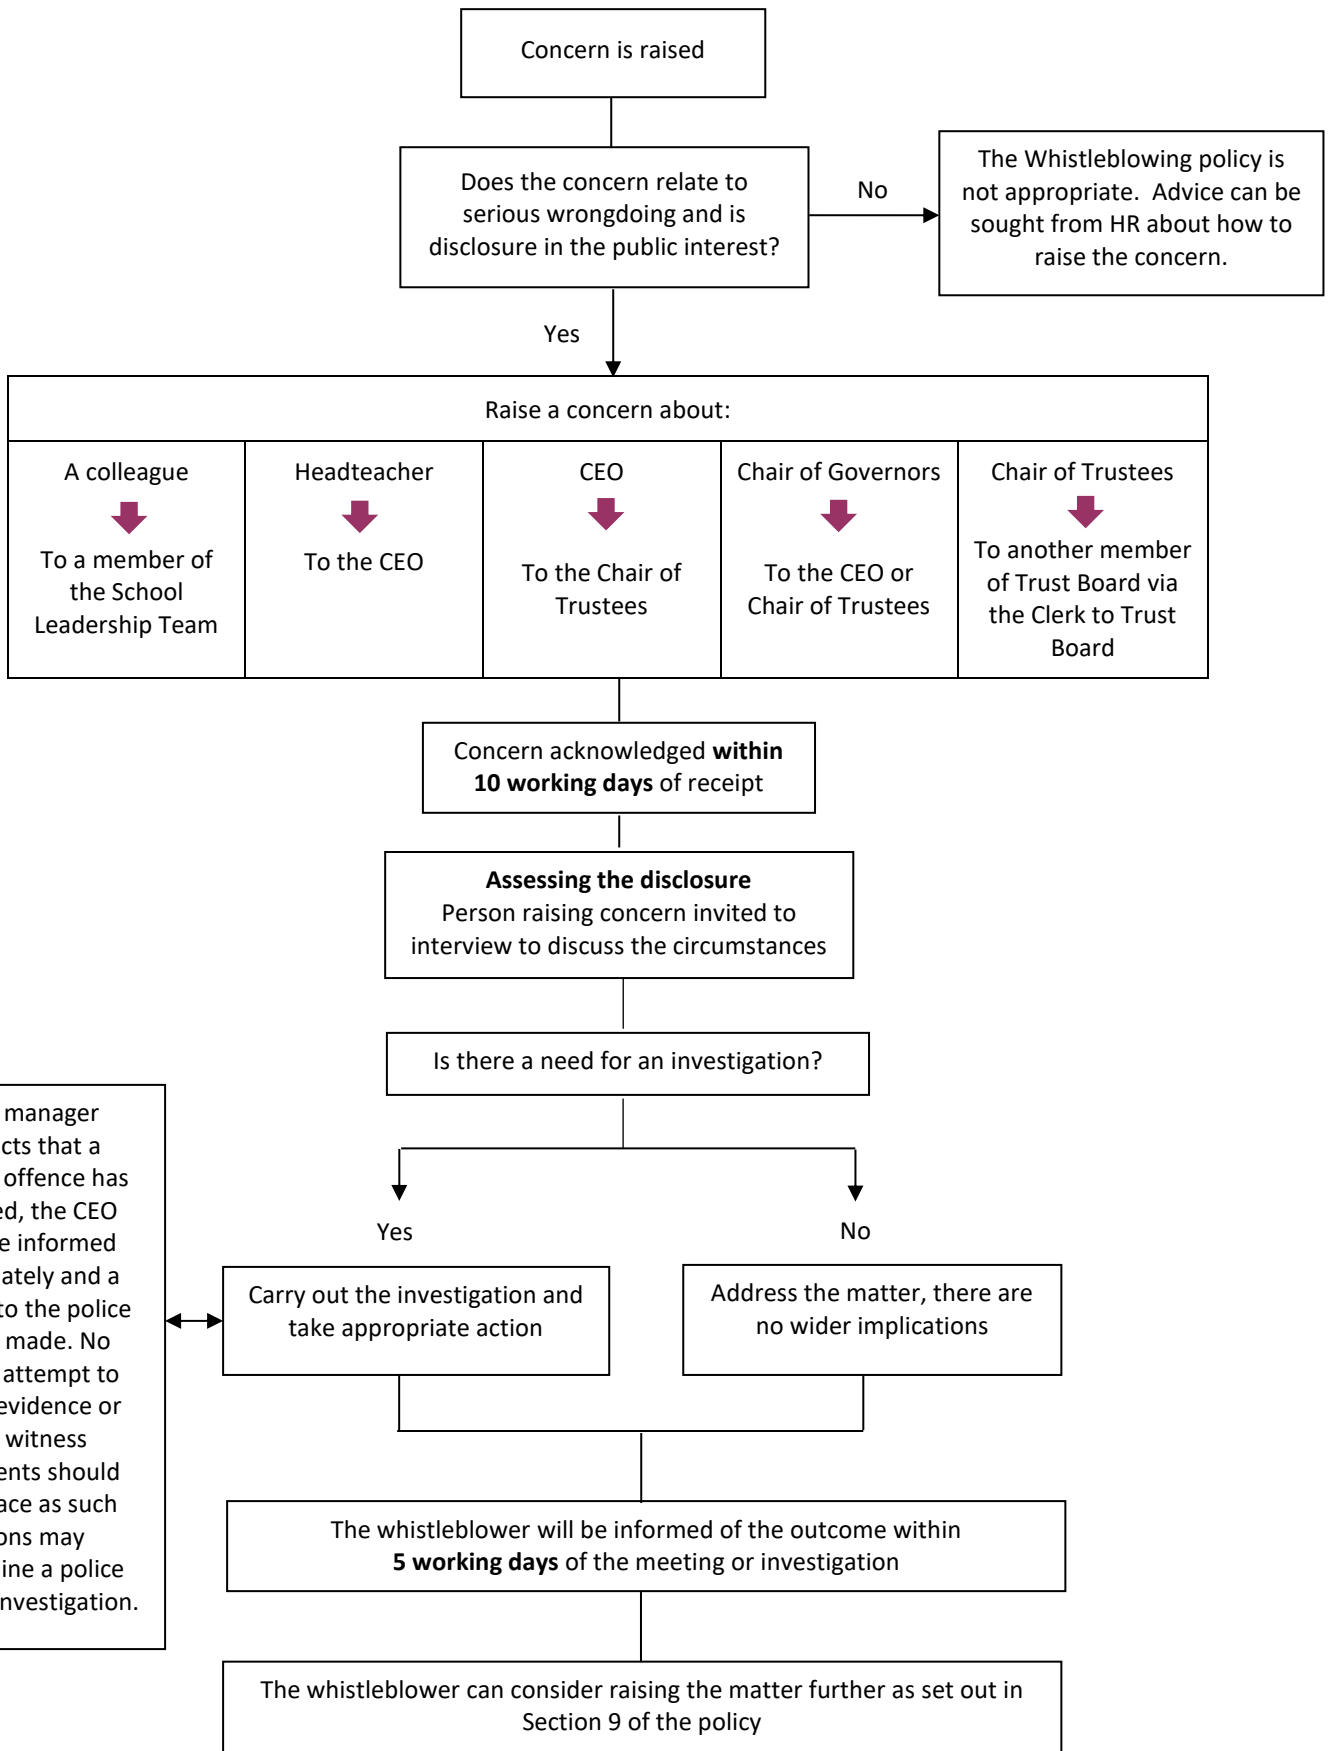 Concern is raised
Does the concern relate to
serious wrongdoing and is
disclosure in the public interest?
No
The Whistleblowing policy is
not appropriate.  Advice can be
sought from HR about how to
raise the concern.
Yes
Raise a concern about:
A colleague
To a member of
the School
Leadership Team
Headteacher
To the CEO
CEO
To the Chair of
Trustees
Chair of Governors
To the CEO or
Chair of Trustees
Chair of Trustees
To another member
of Trust Board via
the Clerk to Trust
Board
Concern acknowledged within
10 working days of receipt
Assessing the disclosure
Person raising concern invited to
interview to discuss the circumstances
Is there a need for an investigation?
Yes
No
manager
that a
offence has
the CEO
informed
and a
to the police
made. No
attempt to
evidence or
witness
should
as such
may
a police
investigation.
Carry out the investigation and
take appropriate action
Address the matter, there are
no wider implications
The whistleblower will be informed of the outcome within
5 working days of the meeting or investigation
The whistleblower can consider raising the matter further as set out in
Section 9 of the policy